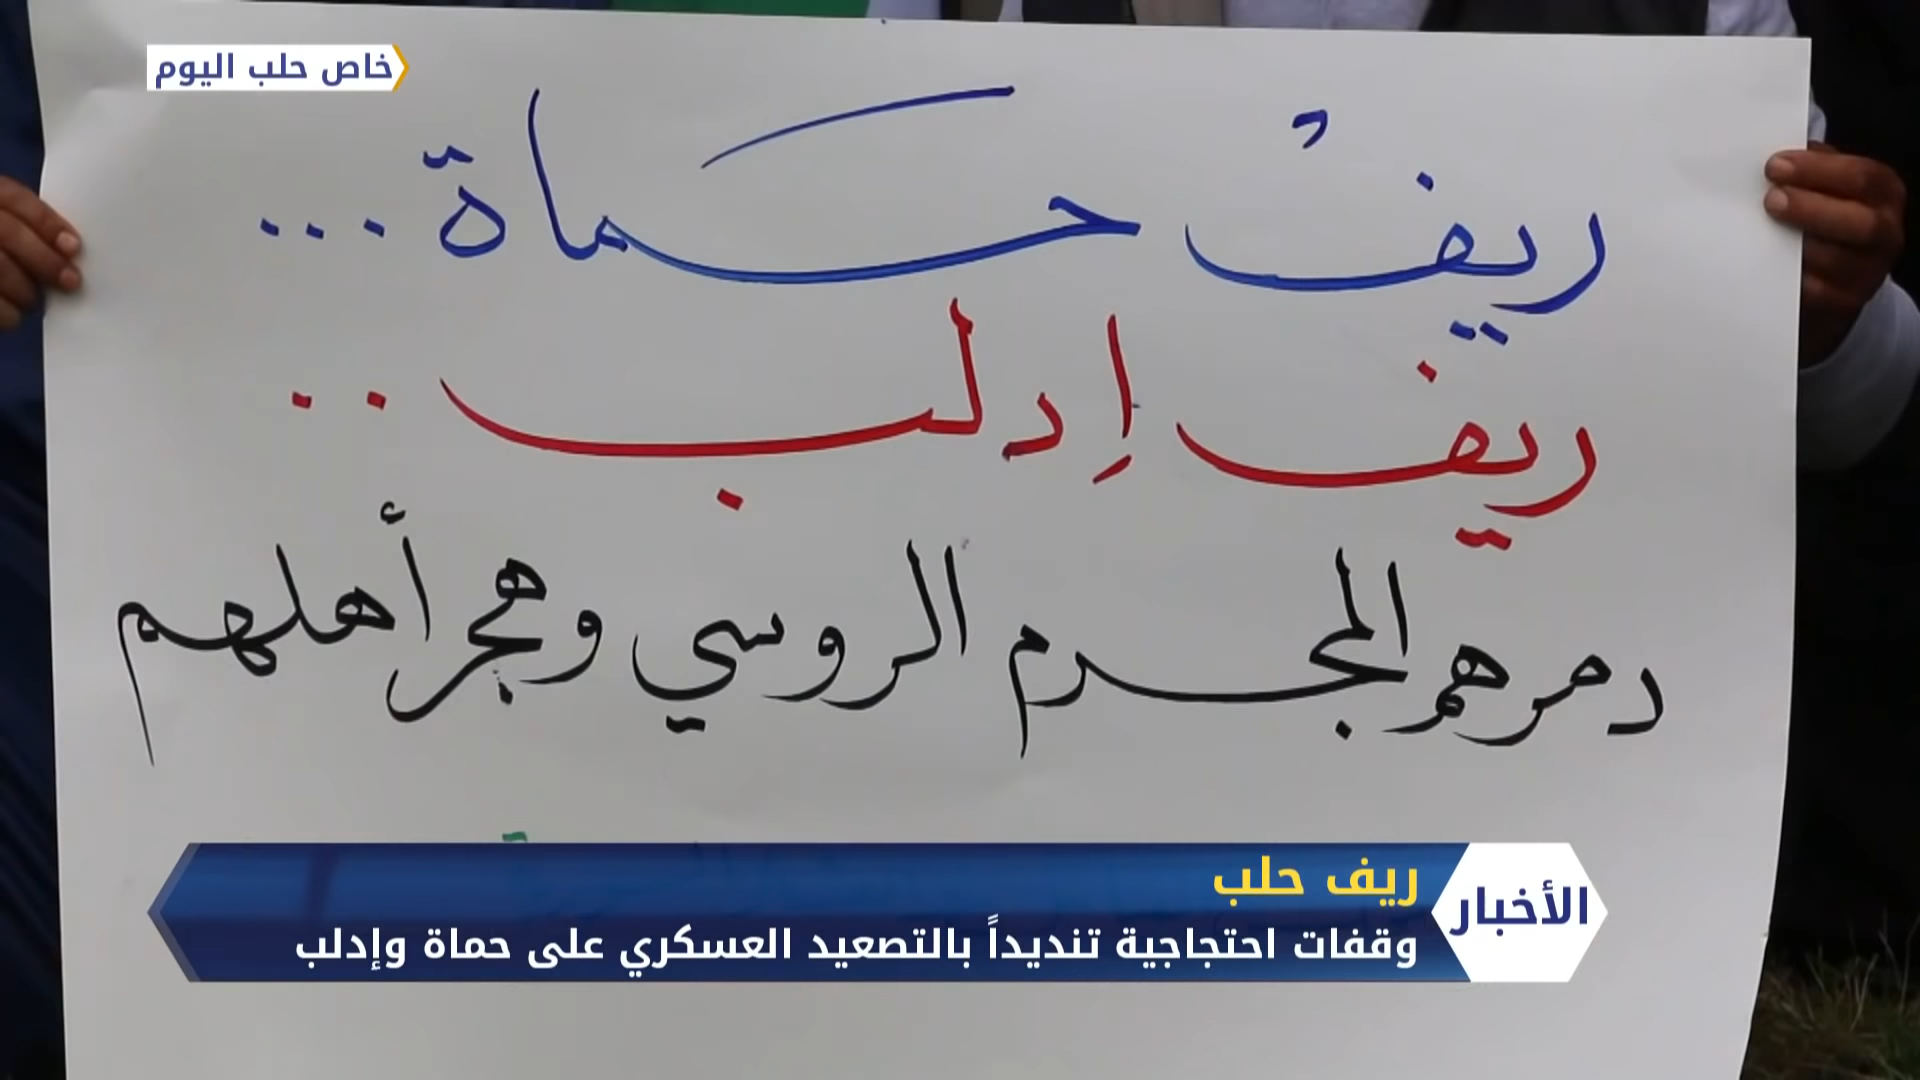 خاص حلب اليوم
ريفْ حماة ...
ريف إدلب ..
دمرهم المجرم الروسي وهجر أهلهم
ريف حلب
الأخبار
وقفات احتجاجية تنديداً بالتصعيد العسكري على حماة وإدلب